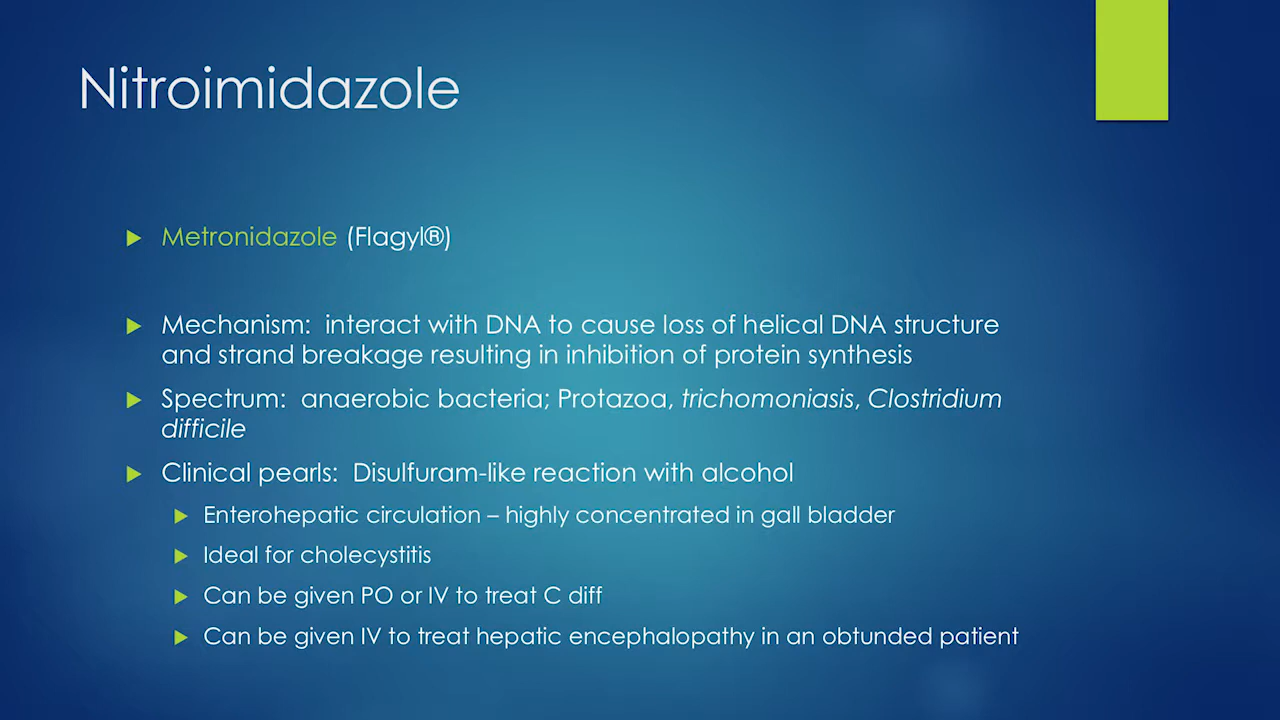 Nitroimidazole
Metronidazole (Flagyl®)
Mechanism:  interact with DNA to cause loss of helical DNA structure
and strand breakage resulting in inhibition of protein synthesis
Spectrum:  anaerobic bacteria; Protazoa, trichomoniasis, Clostridium
difficile
Clinical pearls:  Disulfuram-like reaction with alcohol
Enterohepatic circulation – highly concentrated in gall bladder
Ideal for cholecystitis
Can be given PO or IV to treat C diff
Can be given IV to treat hepatic encephalopathy in an obtunded patient